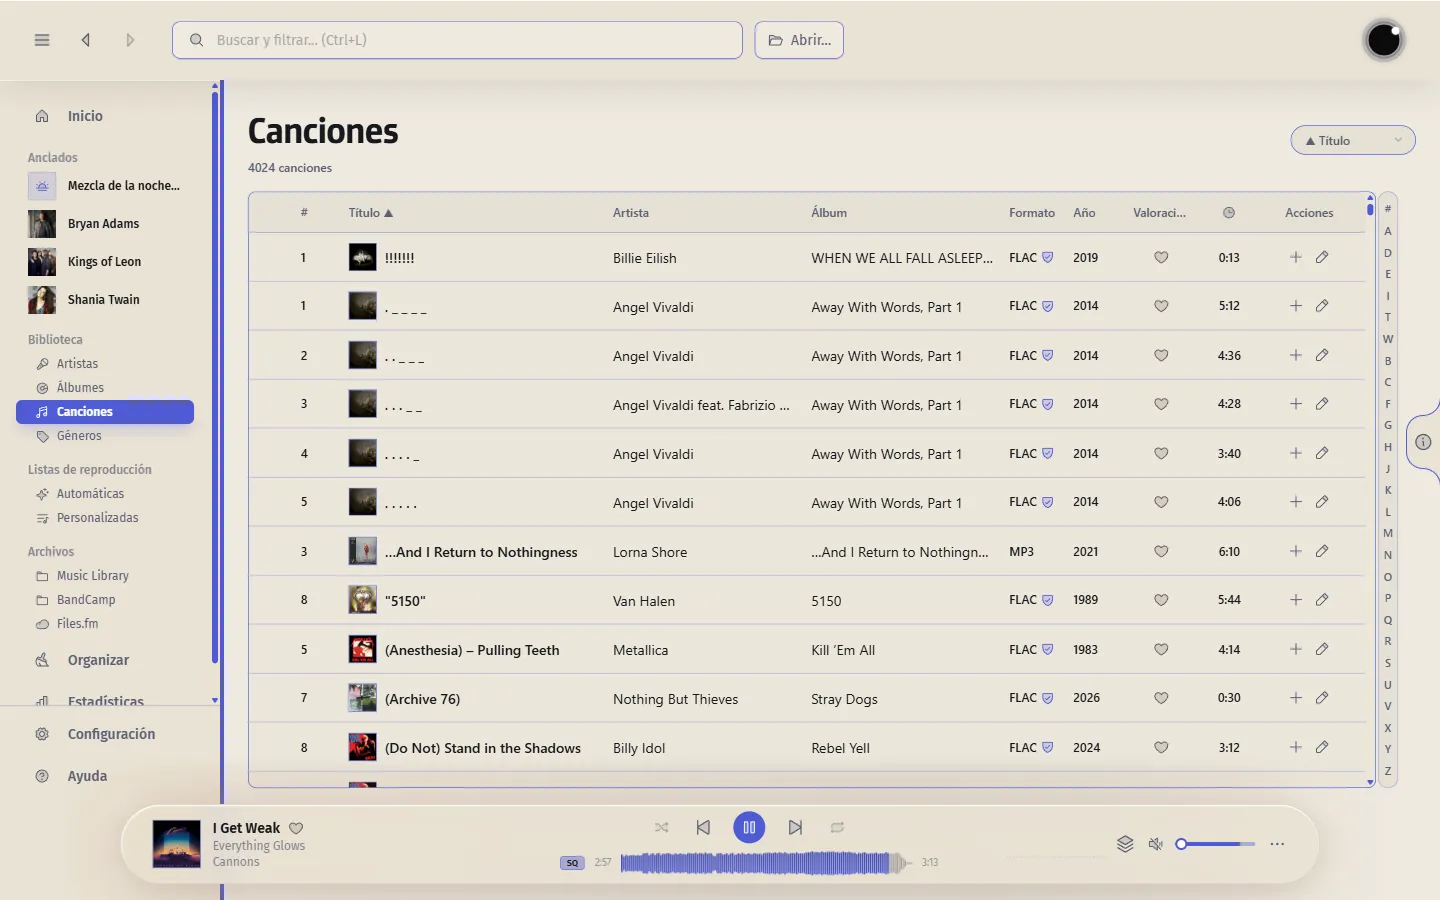 Buscar y filtrar... (Ctrl+L)
Abrir...
Inicio
Anclados
Mezcla de la noche...
Bryan Adams
Kings of Leon
Shania Twain
Biblioteca
Artistas
Álbumes
Canciones
Géneros
Listas de reproducción
Automáticas
Personalizadas
Archivos
Music Library
BandCamp
Files.fm
Organizar
Estadísticas
Configuración
Ayuda
Canciones
4024 canciones
▲ Título
# Título ▲ Artista Álbum Formato Año Valoraci... Acciones
1 !!!!!!! Billie Eilish WHEN WE ALL FALL ASLEEP... FLAC 2019 0:13
1 . _ _ _ _ Angel Vivaldi Away With Words, Part 1 FLAC 2014 5:12
2 . . _ _ _ Angel Vivaldi Away With Words, Part 1 FLAC 2014 4:36
3 . . . _ _ Angel Vivaldi feat. Fabrizio ... Away With Words, Part 1 FLAC 2014 4:28
4 . . . . _ Angel Vivaldi Away With Words, Part 1 FLAC 2014 3:40
5 . . . . . Angel Vivaldi Away With Words, Part 1 FLAC 2014 4:06
3 ...And I Return to Nothingness Lorna Shore ...And I Return to Nothingn... MP3 2021 6:10
8 "5150" Van Halen 5150 FLAC 1989 5:44
5 (Anesthesia) – Pulling Teeth Metallica Kill ’Em All FLAC 1983 4:14
7 (Archive 76) Nothing But Thieves Stray Dogs FLAC 2026 0:30
8 (Do Not) Stand in the Shadows Billy Idol Rebel Yell FLAC 2024 3:12
#
A
D
E
I
T
W
B
C
F
G
H
J
K
L
M
N
O
P
Q
R
S
U
V
X
Y
Z
I Get Weak
Everything Glows
Cannons
SQ 2:57 3:13